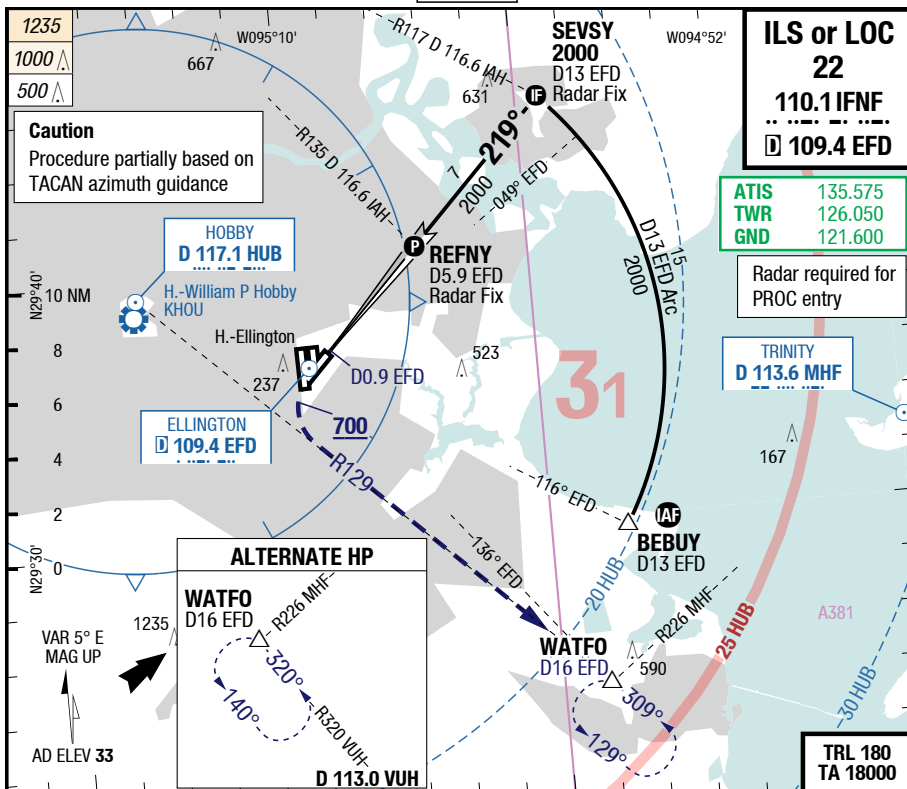 1235
1000
500
W095°10'
667
R117 D 116.6 IAH
631
SEVSY
2000
D13 EFD
Radar Fix
IF
W094°52'
ILS or LOC
22
110.1 IFNF
D 109.4 EFD
Caution
Procedure partially based on
TACAN azimuth guidance
R135 D 116.6 IAH
219°
7
2000
049° EFD
D13 EFD Arc
15
2000
ATIS 135.575
TWR 126.050
GND 121.600
Radar required for
PROC entry
HOBBY
D 117.1 HUB
H.-William P Hobby
KHOU
P
REFNY
D5.9 EFD
Radar Fix
N29°40'
10 NM
8
6
4
2
0
N29°30'
H.-Ellington
237
D0.9 EFD
523
31
TRINITY
D 113.6 MHF
ELLINGTON
D 109.4 EFD
700
R129
167
116° EFD
IAF
BEBUY
D13 EFD
136° EFD
20 HUB
ALTERNATE HP
WATFO
D16 EFD
R226 MHF
320°
140°
R320 VUH
D 113.0 VUH
1235
VAR 5° E
MAG UP
AD ELEV 33
WATFO
D16 EFD
590
R226 MHF
309°
129°
25 HUB
A381
30 HUB
TRL 180
TA 18000